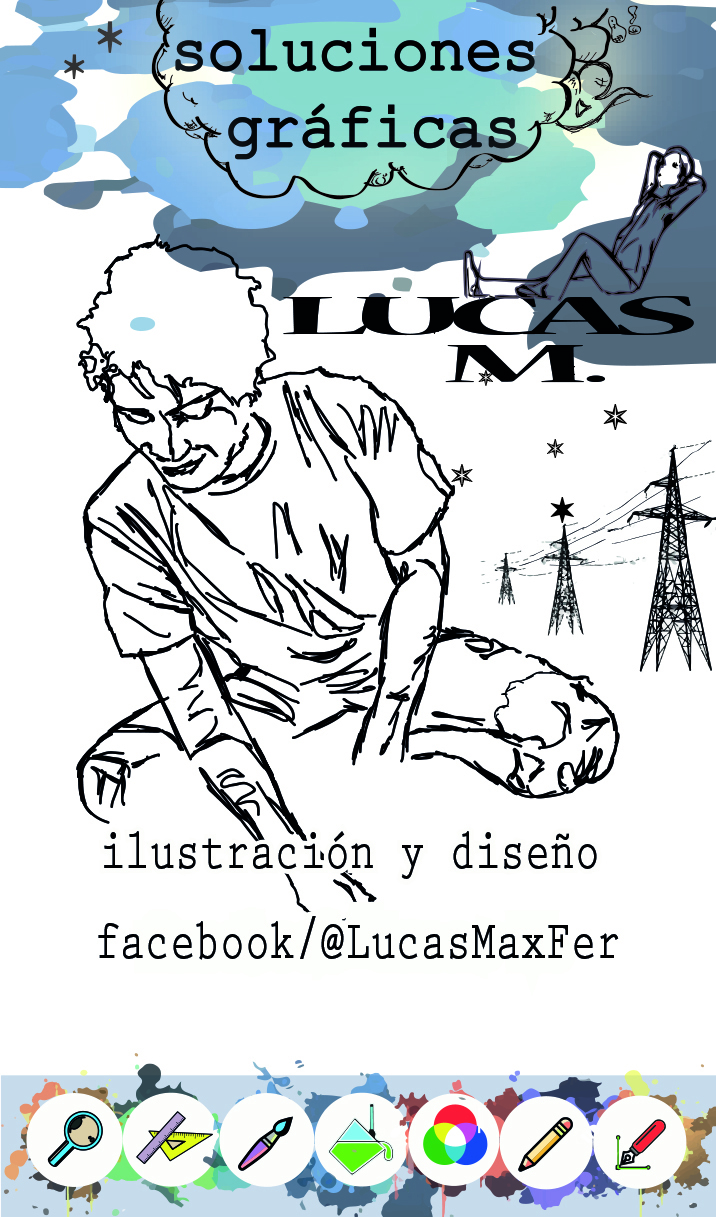 soluciones
gráficas
LUCAS
M.
ilustración y diseño
facebook/@LucasMaxFer